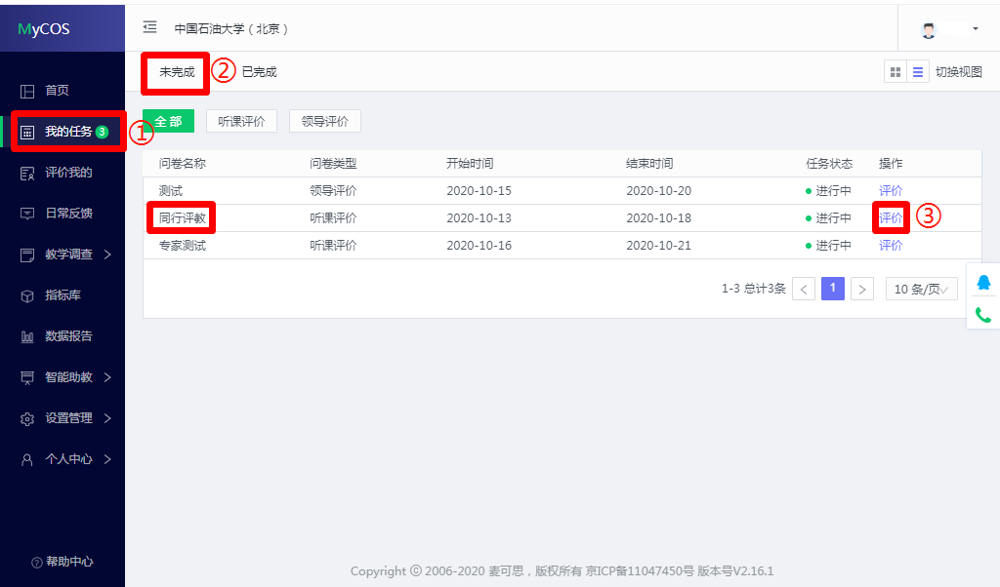 MyCOS
中国石油大学（北京）
未完成 ② 已完成
切换视图
首页
我的任务 3 ①
评价我的
日常反馈
教学调查
指标库
数据报告
智能助教
设置管理
个人中心
帮助中心
全部 听课评价 领导评价
问卷名称 问卷类型 开始时间 结束时间 任务状态 操作
测试 领导评价 2020-10-15 2020-10-20 进行中 评价
同行评教 听课评价 2020-10-13 2020-10-18 进行中 评价 ③
专家测试 听课评价 2020-10-16 2020-10-21 进行中 评价
1-3 总计3条 < 1 > 10 条/页
Copyright © 2006-2020 麦可思，版权所有 京ICP备11047450号 版本号V2.16.1